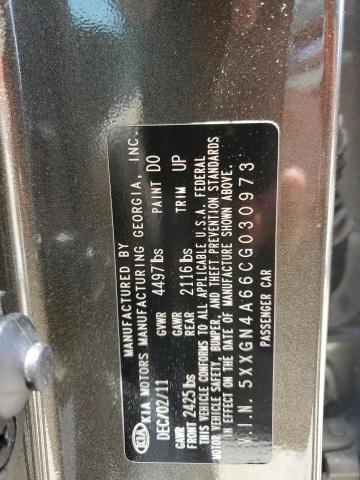 MANUFACTURED BY
KIA KIA MOTORS MANUFACTURING GEORGIA, INC.
DEC/02/11 GVWR 4497lbs PAINT DO
GAWR FRONT 2425lbs GAWR REAR 2116lbs TRIM UP
THIS VEHICLE CONFORMS TO ALL APPLICABLE U.S.A. FEDERAL
MOTOR VEHICLE SAFETY, BUMPER, AND THEFT PREVENTION STANDARDS
IN EFFECT ON THE DATE OF MANUFACTURE SHOWN ABOVE.
V.I.N. 5XXGN4A66CG030973
PASSENGER CAR